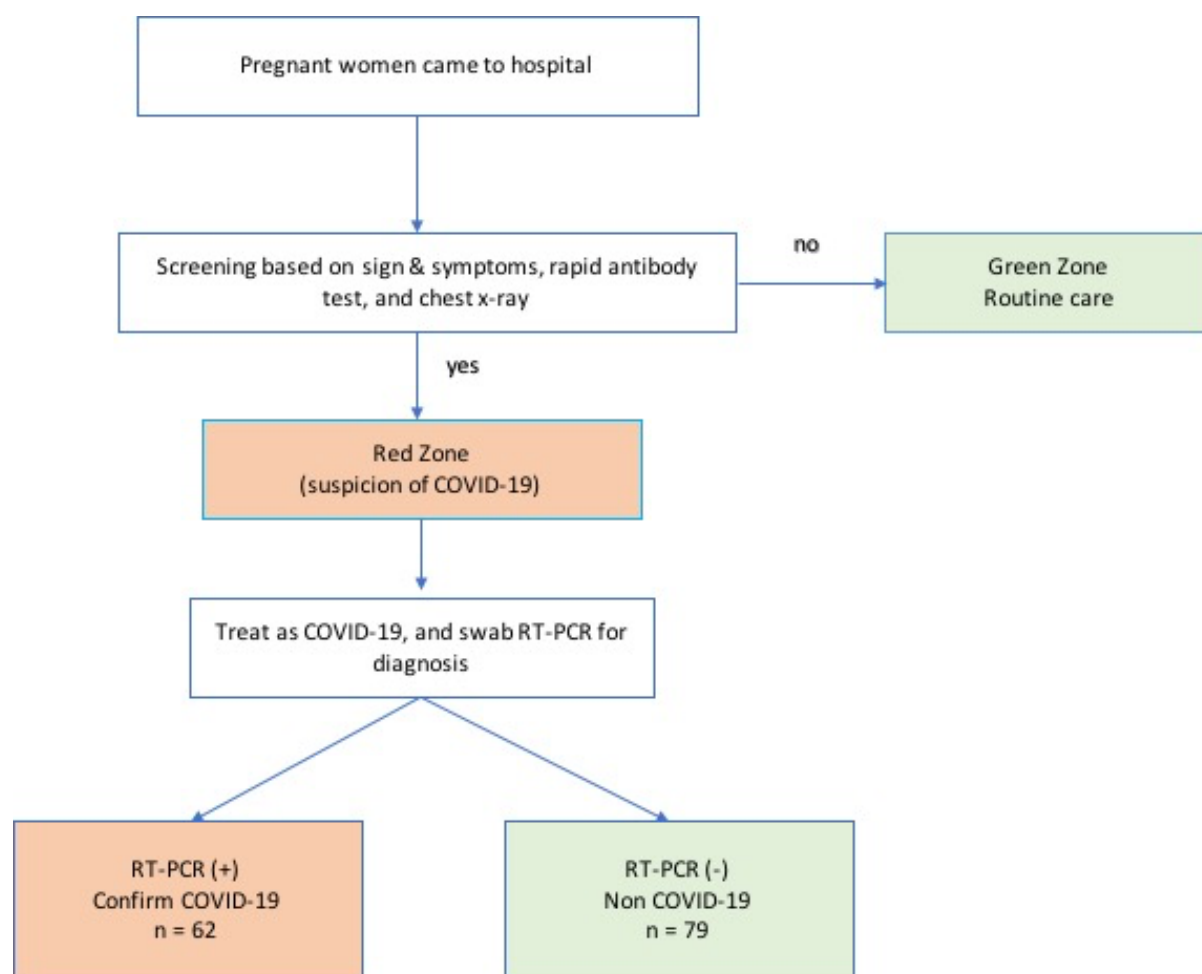 Pregnant women came to hospital
Screening based on sign & symptoms, rapid antibody
test, and chest x-ray
no
Green Zone
Routine care
yes
Red Zone
(suspicion of COVID-19)
Treat as COVID-19, and swab RT-PCR for
diagnosis
RT-PCR (+)
Confirm COVID-19
n = 62
RT-PCR (-)
Non COVID-19
n = 79